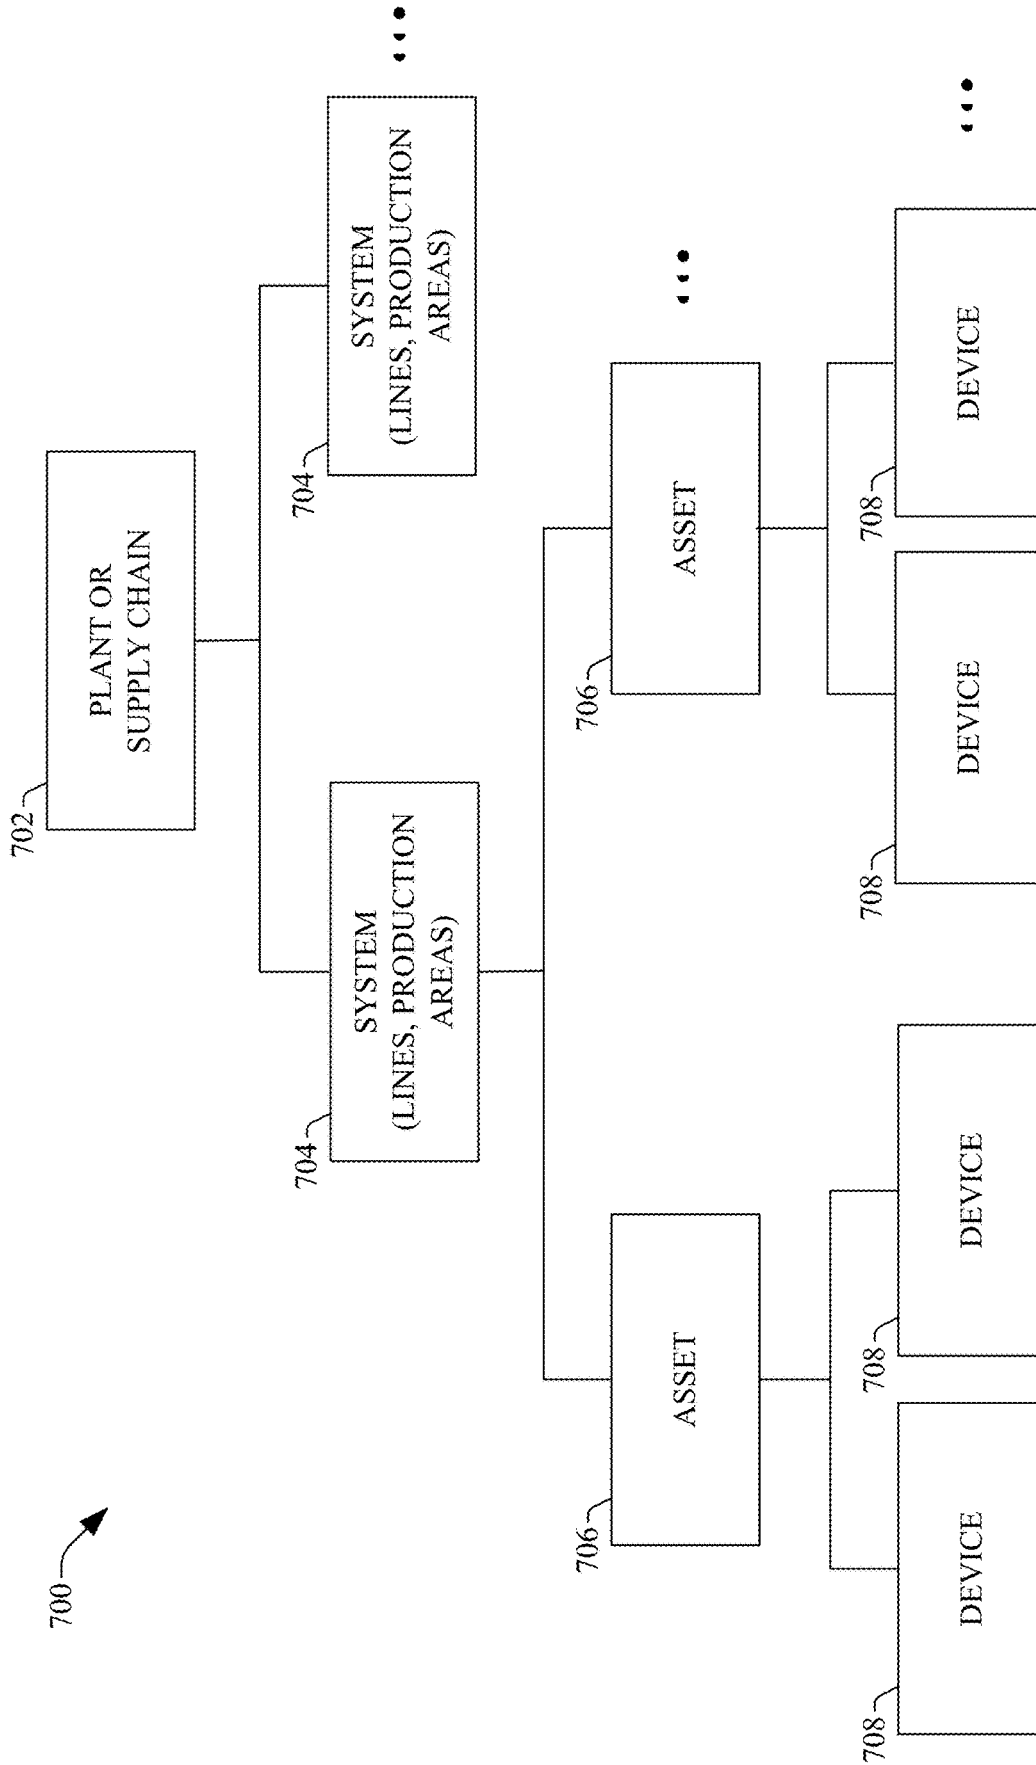 700
702
PLANT OR
SUPPLY CHAIN
704
SYSTEM
(LINES, PRODUCTION
AREAS)
704
SYSTEM
(LINES, PRODUCTION
AREAS)
706
ASSET
706
ASSET
708
DEVICE
708
DEVICE
708
DEVICE
708
DEVICE